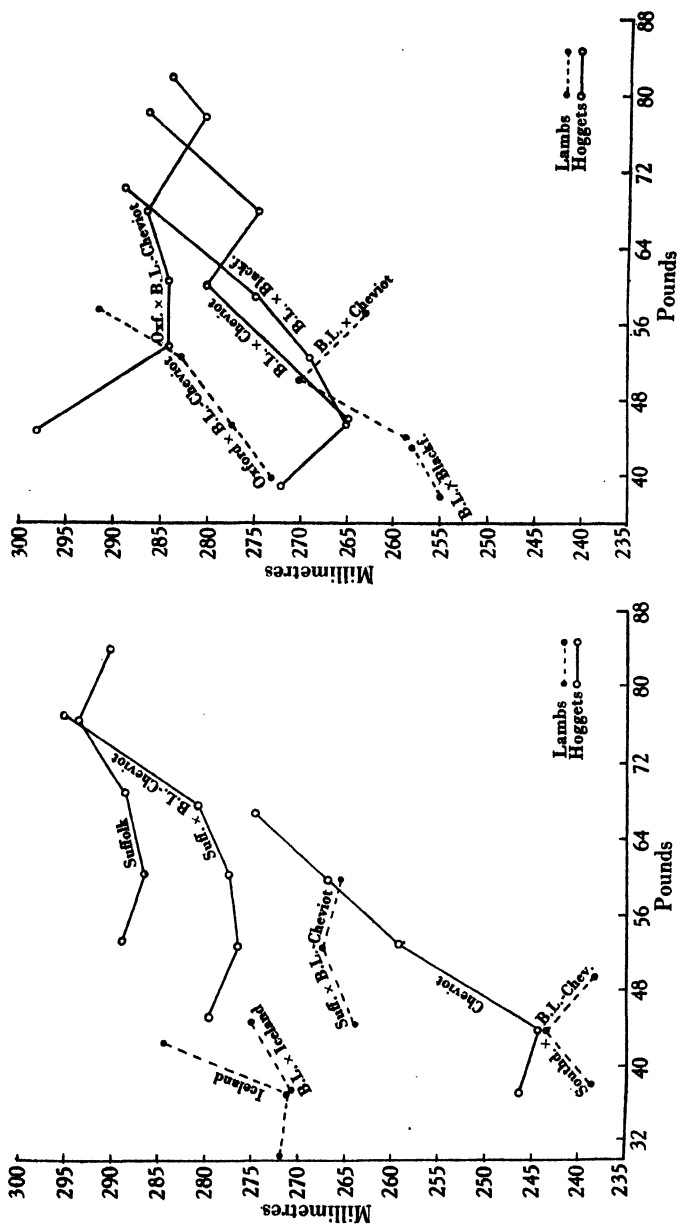 300
295
290
285
280
275
270
265
260
255
250
245
240
235
Millimetres
32
40
48
56
64
72
80
88
Pounds
Lambs
Hoggets
Suffolk
Suff. × B.L.-Cheviot
Iceland
B.L. × Iceland
Suff. × B.L.-Cheviot
Cheviot
Southd. × B.L.-Chev.
300
295
290
285
280
275
270
265
260
255
250
245
240
235
Millimetres
40
48
56
64
72
80
88
Pounds
Lambs
Hoggets
Oxf. × B.L.-Cheviot
Oxford × B.L.-Cheviot
B.L. × Cheviot
B.L. × Blackf.
B.L. × Cheviot
B.L. × Blackf.